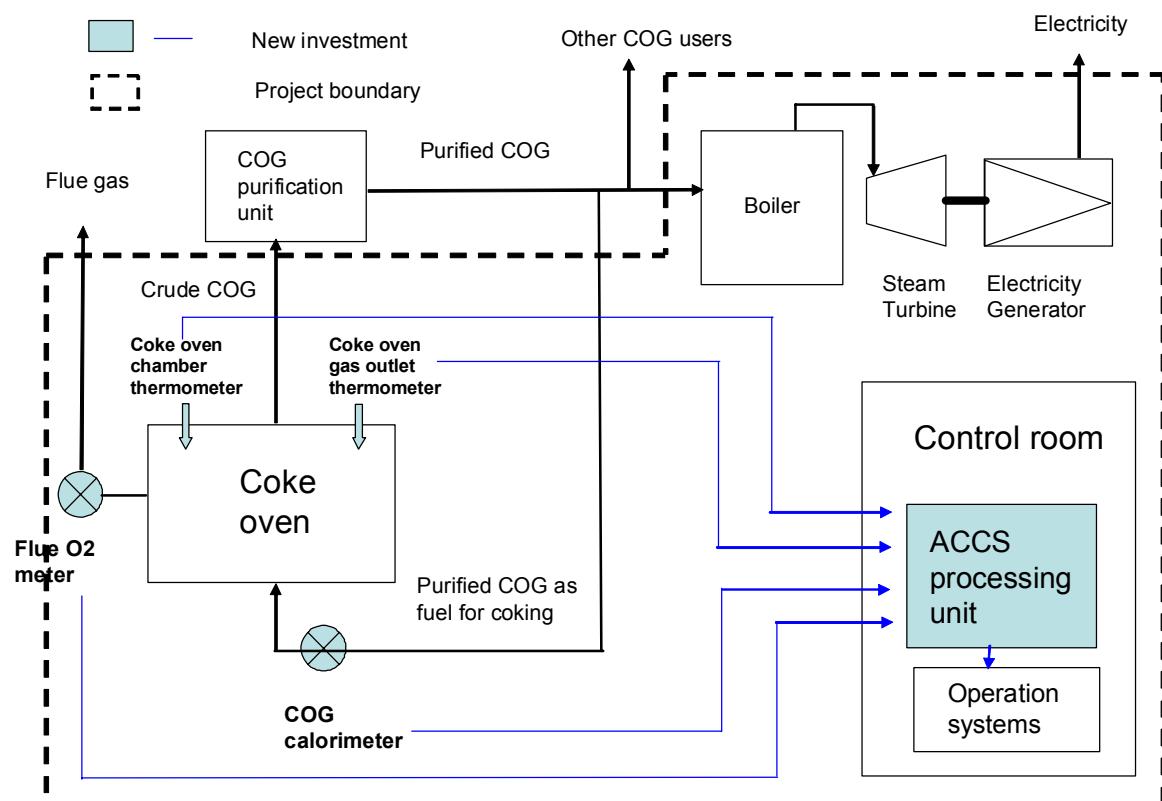 New investment
Project boundary
Other COG users
Electricity
Flue gas
COG
purification
unit
Purified COG
Boiler
Steam
Turbine
Electricity
Generator
Crude COG
Coke oven
chamber
thermometer
Coke oven
gas outlet
thermometer
Coke
oven
Flue O2
meter
Purified COG as
fuel for coking
COG
calorimeter
Control room
ACCS
processing
unit
Operation
systems